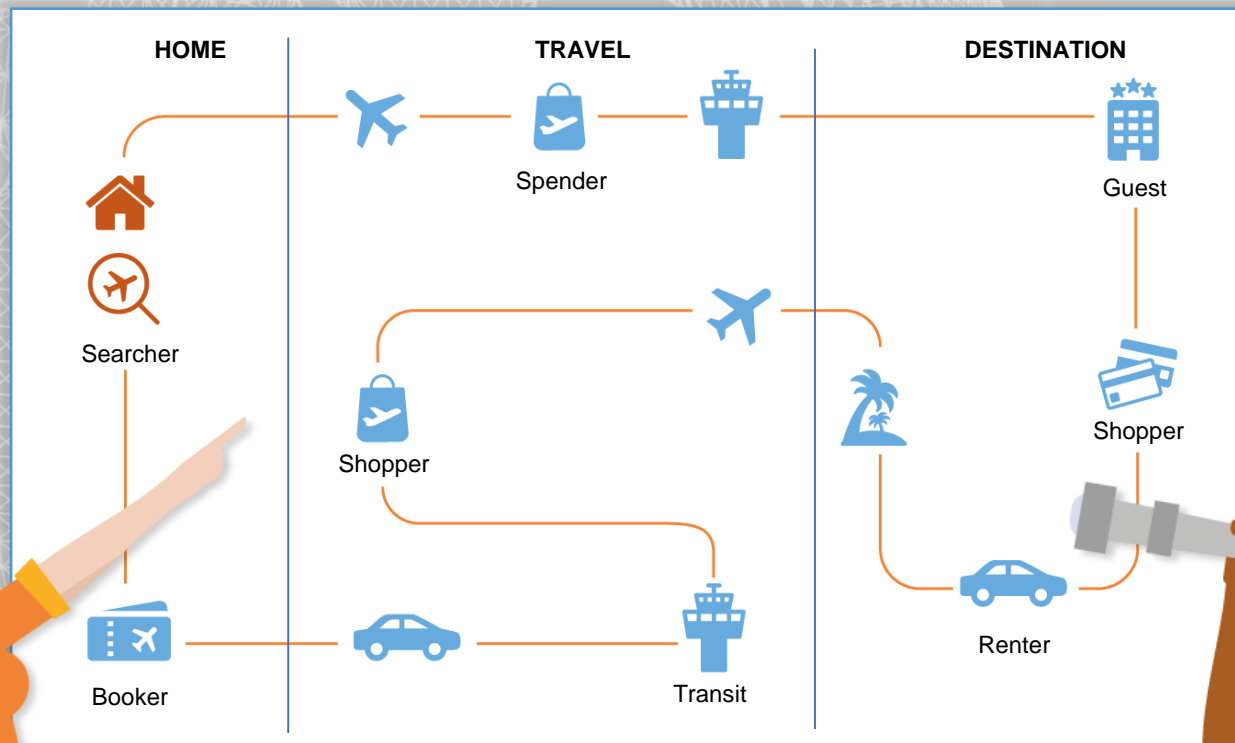 HOME
TRAVEL
DESTINATION
Spender
Guest
Searcher
Shopper
Shopper
Renter
Booker
Transit